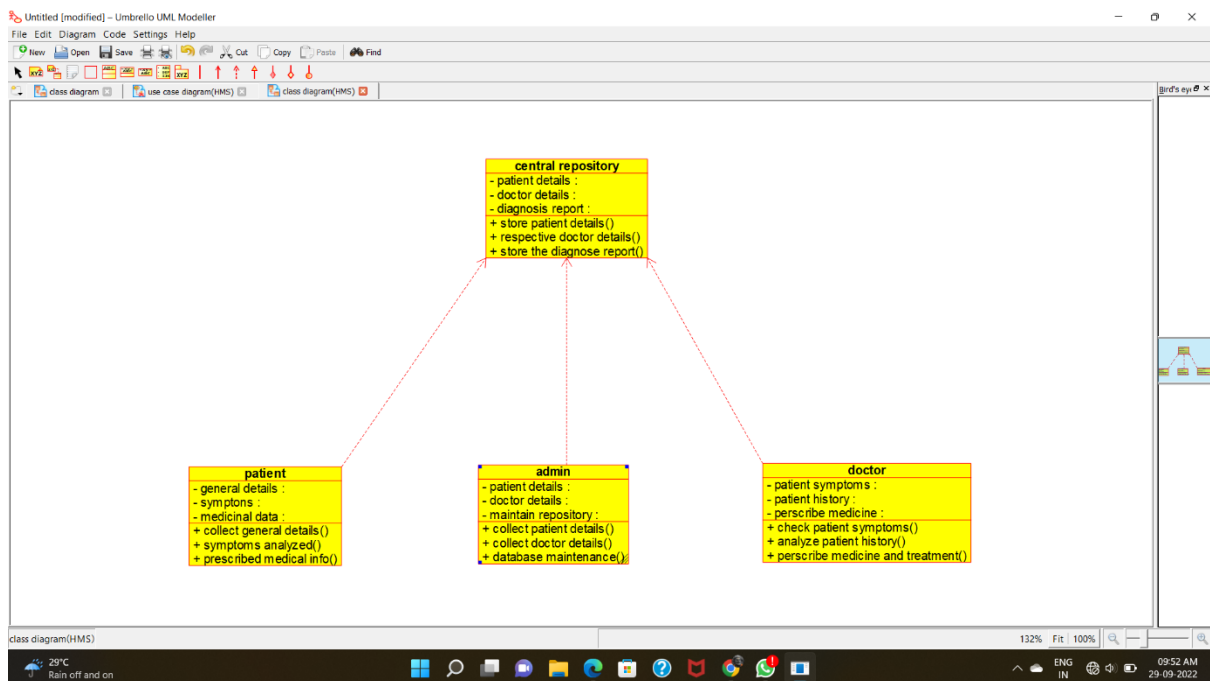 Untitled [modified] – Umbrello UML Modeller
File Edit Diagram Code Settings Help
New Open Save Cut Copy Paste Find
class diagram use case diagram(HMS) class diagram(HMS)
Bird's eye
central repository
- patient details :
- doctor details :
- diagnosis report :
+ store patient details()
+ respective doctor details()
+ store the diagnose report()
patient
- general details :
- symptons :
- medicinal data :
+ collect general details()
+ symptoms analyzed()
+ prescribed medical info()
admin
- patient details :
- doctor details :
- maintain repository :
+ collect patient details()
+ collect doctor details()
+ database maintenance()
doctor
- patient symptoms :
- patient history :
- perscribe medicine :
+ check patient symptoms()
+ analyze patient history()
+ perscribe medicine and treatment()
class diagram(HMS)
132% Fit 100%
29°C
Rain off and on
ENG
IN
09:52 AM
29-09-2022